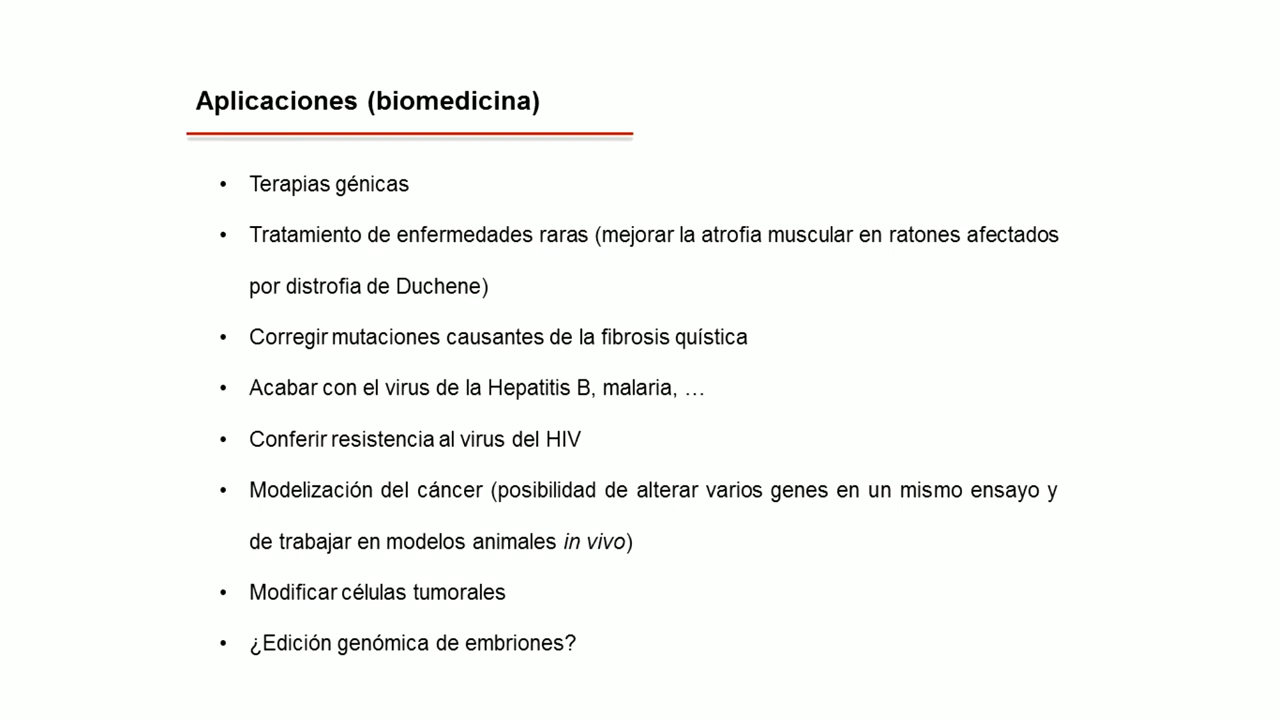 Aplicaciones (biomedicina)
• Terapias génicas
• Tratamiento de enfermedades raras (mejorar la atrofia muscular en ratones afectados
por distrofia de Duchene)
• Corregir mutaciones causantes de la fibrosis quística
• Acabar con el virus de la Hepatitis B, malaria, …
• Conferir resistencia al virus del HIV
• Modelización del cáncer (posibilidad de alterar varios genes en un mismo ensayo y
de trabajar en modelos animales in vivo)
• Modificar células tumorales
• ¿Edición genómica de embriones?